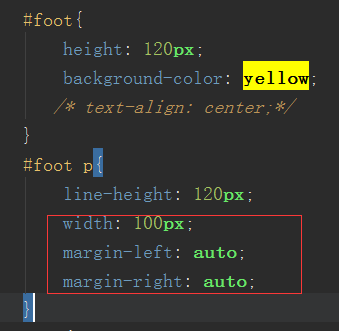 #foot{
height: 120px;
background-color: yellow;
/* text-align: center;*/
}
#foot p{
line-height: 120px;
width: 100px;
margin-left: auto;
margin-right: auto;
}